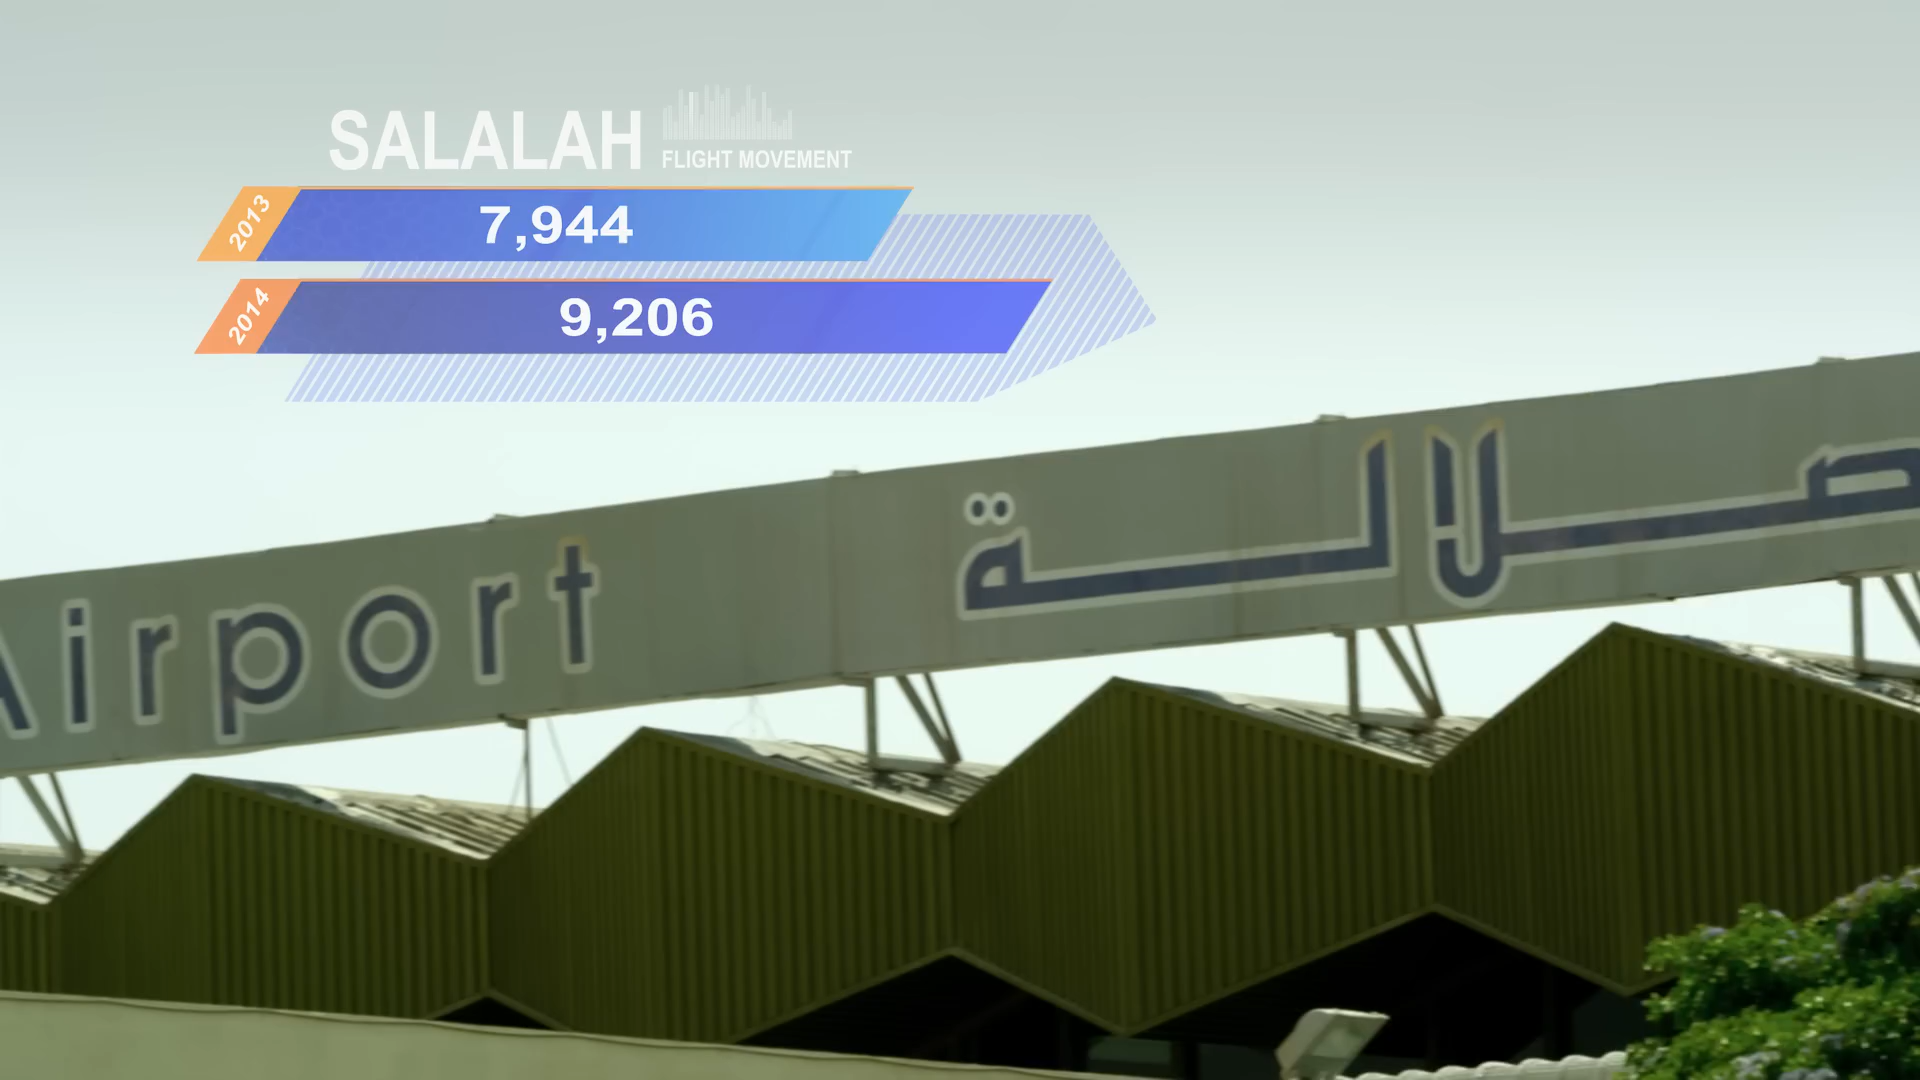 SALALAH
FLIGHT MOVEMENT
2013 7,944
2014 9,206
Airport صلالة